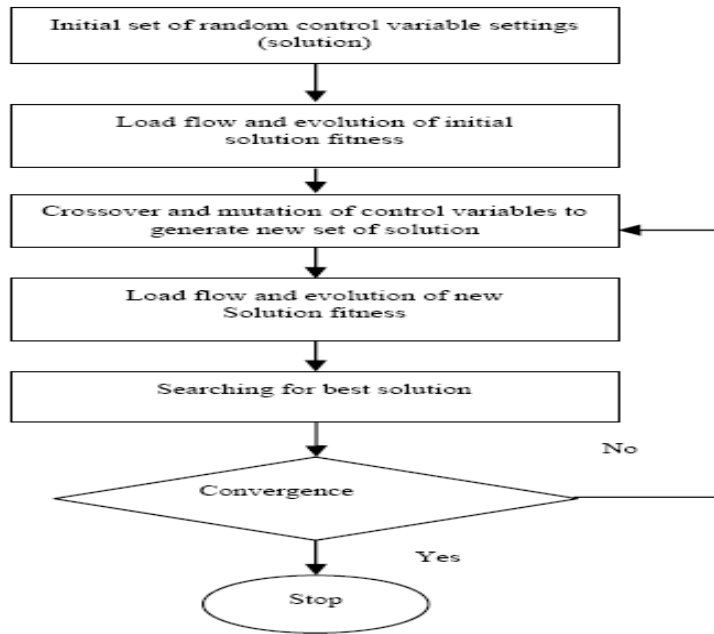 Initial set of random control variable settings
(solution)
Load flow and evolution of initial
solution fitness
Crossover and mutation of control variables to
generate new set of solution
Load flow and evolution of new
Solution fitness
Searching for best solution
No
Convergence
Yes
Stop